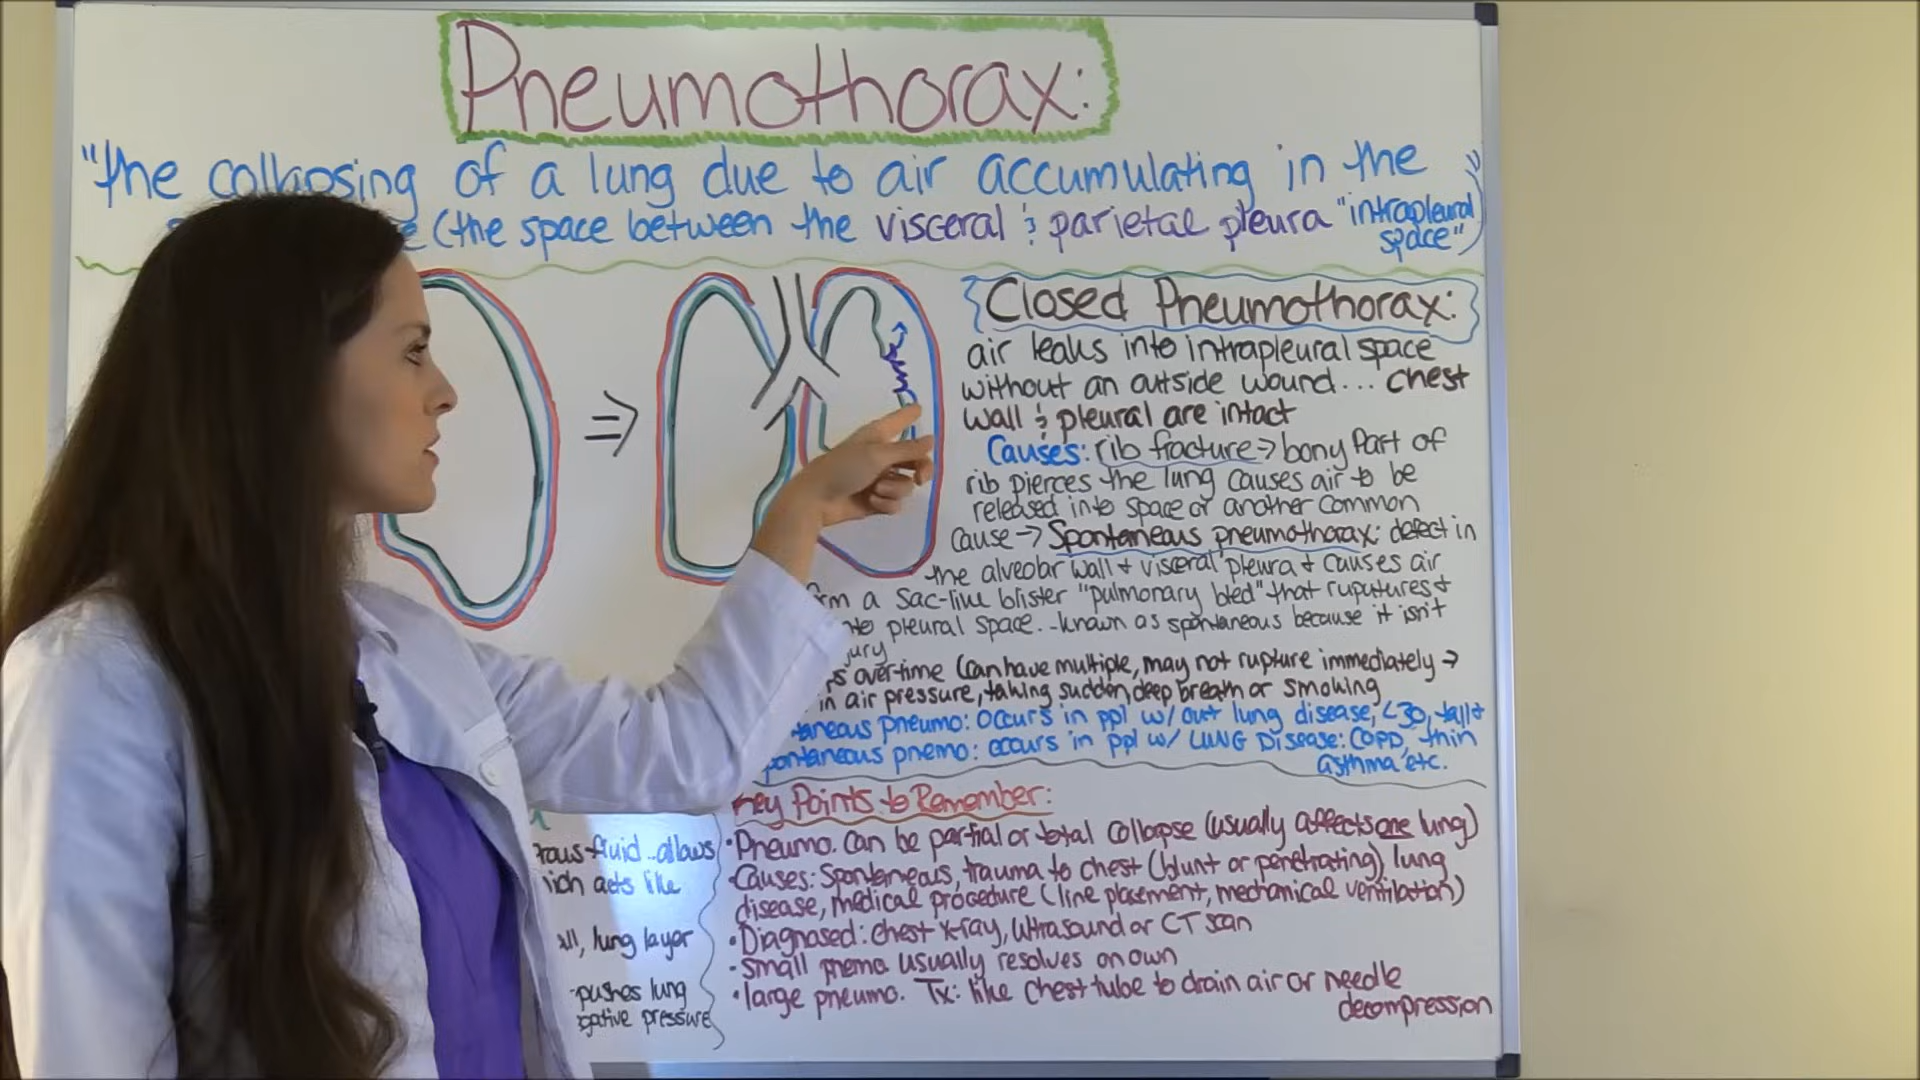 Pneumothorax:
"the collapsing of a lung due to air accumulating in the
(the space between the visceral & parietal pleura "intrapleural
space")
Closed Pneumothorax:
air leaks into intrapleural space
without an outside wound... chest
wall & pleural are intact
Causes: rib fracture → bony part of
rib pierces the lung causes air to be
released into space or another common
cause → Spontaneous pneumothorax: defect in
the alveolar wall & visceral pleura & causes air
a sac-like blister "pulmonary bleb" that ruputures &
pleural space. -known as spontaneous because it isn't
over time (can have multiple, may not rupture immediately →
in air pressure, taking sudden, deep breath or smoking
pneumo: occurs in ppl w/out lung disease, <30, tall &
pnemo: occurs in ppl w/ LUNG Disease: COPD, thin
asthma etc.
Key Points to Remember:
• Pneumo. can be partial or total collapse (usually affects one lung)
• Causes: Spontaneous, trauma to chest (blunt or penetrating) lung
disease, medical procedure (line placement, mechanical ventilation)
• Diagnosed: chest x-ray, ultrasound or CT scan
• small pnemo usually resolves on own
• large pneumo. Tx: like chest tube to drain air or needle
decompression
fluid..allows
acts like
lung layer
-pushes lung
pressure